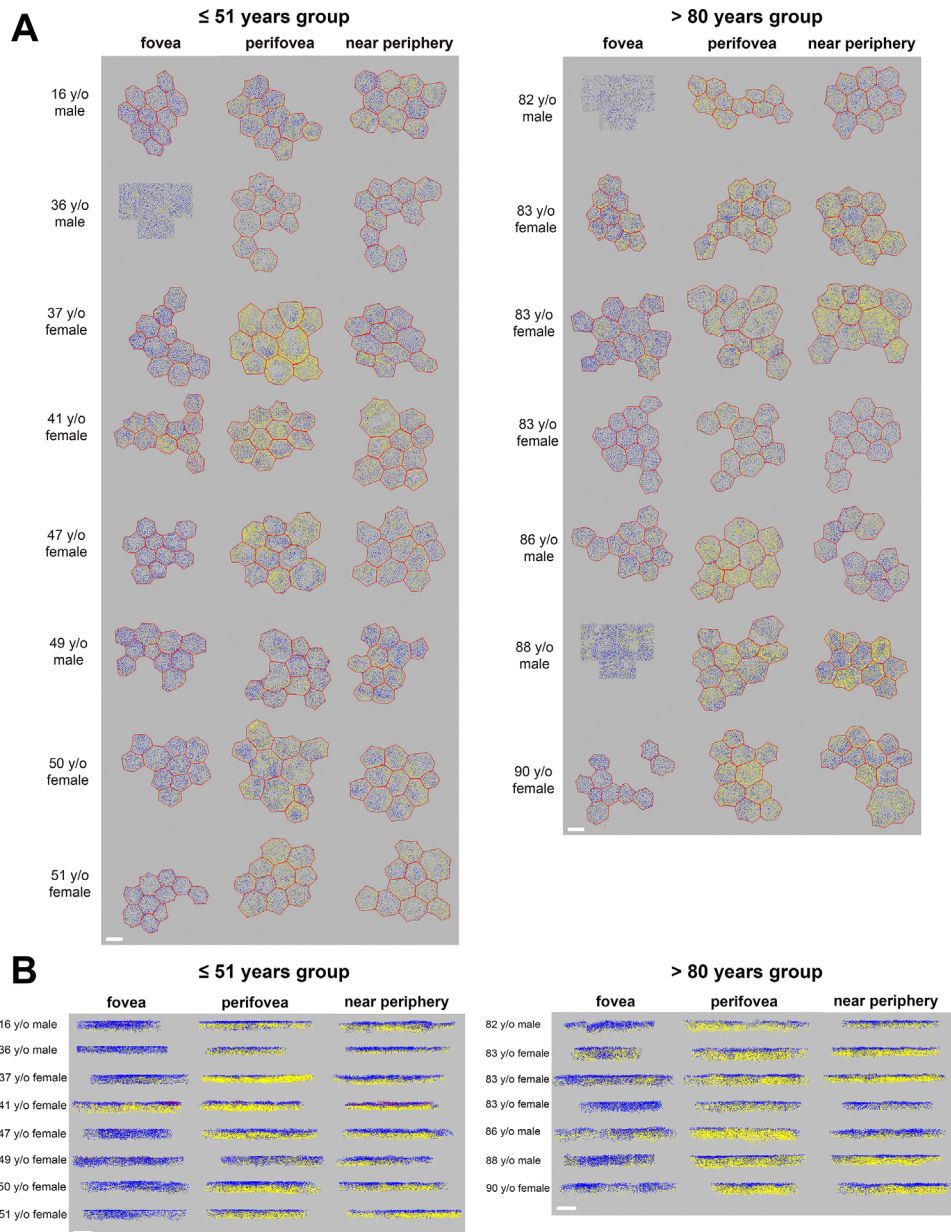 A
≤ 51 years group
fovea perifovea near periphery
16 y/o
male
36 y/o
male
37 y/o
female
41 y/o
female
47 y/o
female
49 y/o
male
50 y/o
female
51 y/o
female
> 80 years group
fovea perifovea near periphery
82 y/o
male
83 y/o
female
83 y/o
female
83 y/o
female
86 y/o
male
88 y/o
male
90 y/o
female
B
≤ 51 years group
fovea perifovea near periphery
16 y/o male
36 y/o male
37 y/o female
41 y/o female
47 y/o female
49 y/o female
50 y/o female
51 y/o female
> 80 years group
fovea perifovea near periphery
82 y/o male
83 y/o female
83 y/o female
83 y/o female
86 y/o male
88 y/o male
90 y/o female